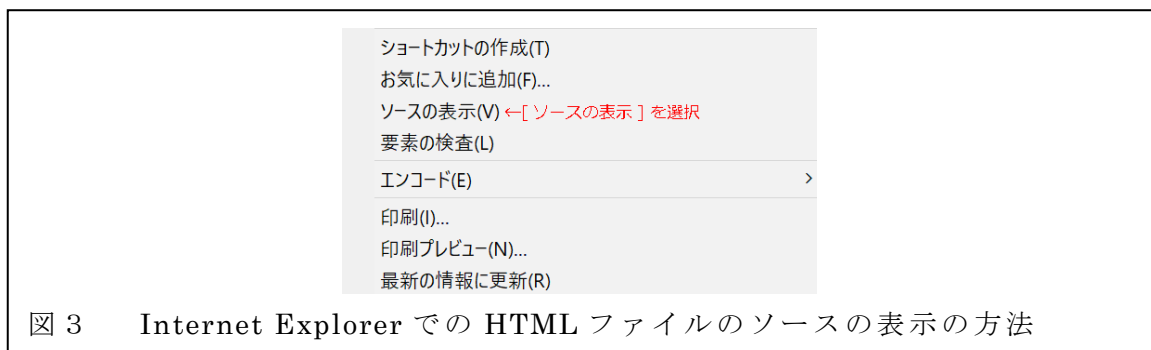 ショートカットの作成(T)
お気に入りに追加(F)...
ソースの表示(V) ←[ ソースの表示 ] を選択
要素の検査(L)
エンコード(E) >
印刷(I)...
印刷プレビュー(N)...
最新の情報に更新(R)
図３　Internet Explorer での HTML ファイルのソースの表示の方法